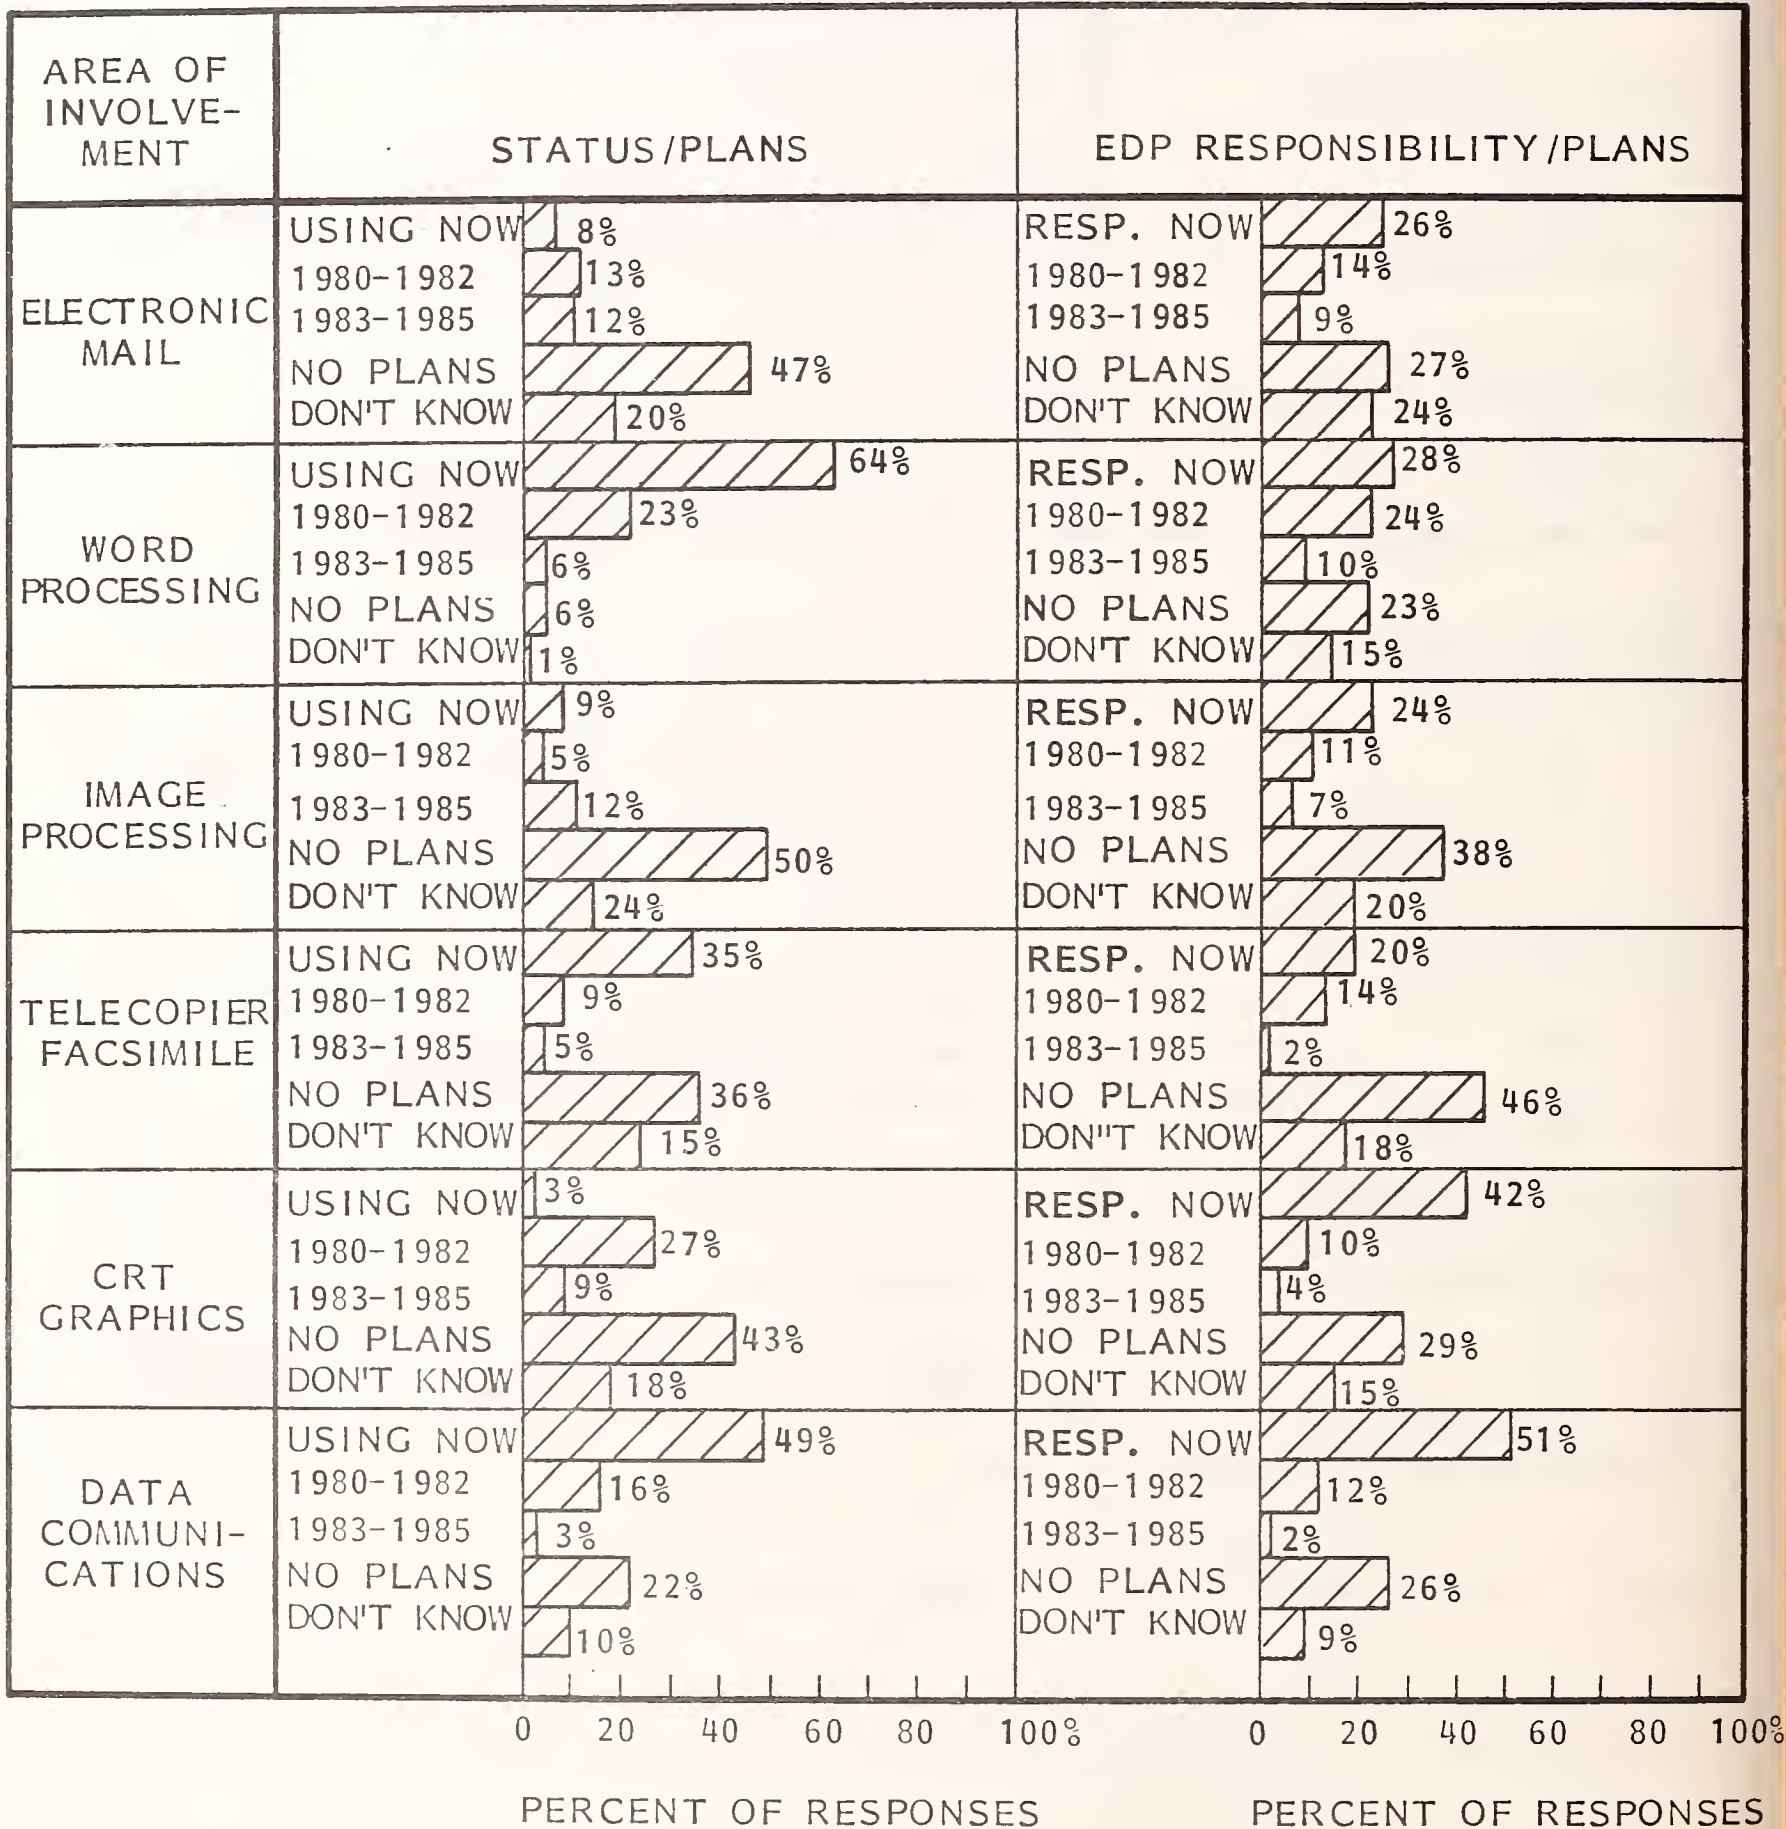 AREA OF
INVOLVE-
MENT
STATUS/PLANS
EDP RESPONSIBILITY/PLANS
ELECTRONIC
MAIL
USING NOW 8%
1980-1982 13%
1983-1985 12%
NO PLANS 47%
DON'T KNOW 20%
RESP. NOW 26%
1980-1982 14%
1983-1985 9%
NO PLANS 27%
DON'T KNOW 24%
WORD
PROCESSING
USING NOW 64%
1980-1982 23%
1983-1985 6%
NO PLANS 6%
DON'T KNOW 1%
RESP. NOW 28%
1980-1982 24%
1983-1985 10%
NO PLANS 23%
DON'T KNOW 15%
IMAGE
PROCESSING
USING NOW 9%
1980-1982 5%
1983-1985 12%
NO PLANS 50%
DON'T KNOW 24%
RESP. NOW 24%
1980-1982 11%
1983-1985 7%
NO PLANS 38%
DON'T KNOW 20%
TELECOPIER
FACSIMILE
USING NOW 35%
1980-1982 9%
1983-1985 5%
NO PLANS 36%
DON'T KNOW 15%
RESP. NOW 20%
1980-1982 14%
1983-1985 2%
NO PLANS 46%
DON"T KNOW 18%
CRT
GRAPHICS
USING NOW 3%
1980-1982 27%
1983-1985 9%
NO PLANS 43%
DON'T KNOW 18%
RESP. NOW 42%
1980-1982 10%
1983-1985 4%
NO PLANS 29%
DON'T KNOW 15%
DATA
COMMUNI-
CATIONS
USING NOW 49%
1980-1982 16%
1983-1985 3%
NO PLANS 22%
DON'T KNOW 10%
RESP. NOW 51%
1980-1982 12%
1983-1985 2%
NO PLANS 26%
DON'T KNOW 9%
0 20 40 60 80 100%
0 20 40 60 80 100%
PERCENT OF RESPONSES
PERCENT OF RESPONSES